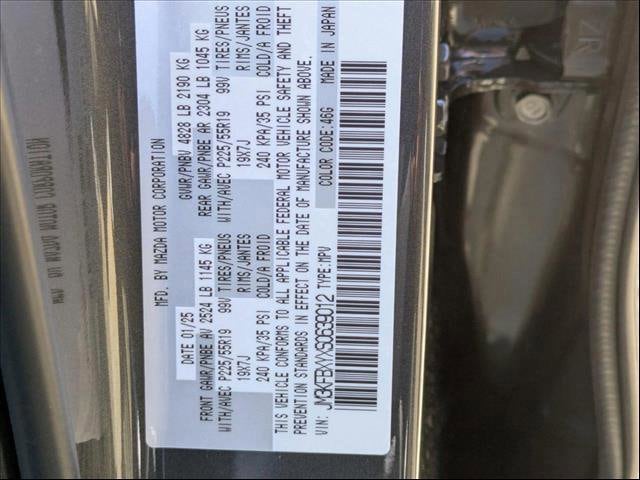 MFD. BY MAZDA MOTOR CORPORATION
DATE 01/25 GVWR/PNBV 4828 LB 2190 KG
FRONT GAWR/PNBE AV 2524 LB 1145 KG REAR GAWR/PNBE AR 2304 LB 1045 KG
WITH/AVEC P225/55R19 99V TIRES/PNEUS WITH/AVEC P225/55R19 99V TIRES/PNEUS
19X7J RIMS/JANTES 19X7J RIMS/JANTES
240 KPA/35 PSI COLD/A FROID 240 KPA/35 PSI COLD/A FROID
THIS VEHICLE CONFORMS TO ALL APPLICABLE FEDERAL MOTOR VEHICLE SAFETY AND THEFT
PREVENTION STANDARDS IN EFFECT ON THE DATE OF MANUFACTURE SHOWN ABOVE.
VIN: JM3KFBXYXS0639012 TYPE:MPV COLOR CODE:46G MADE IN JAPAN